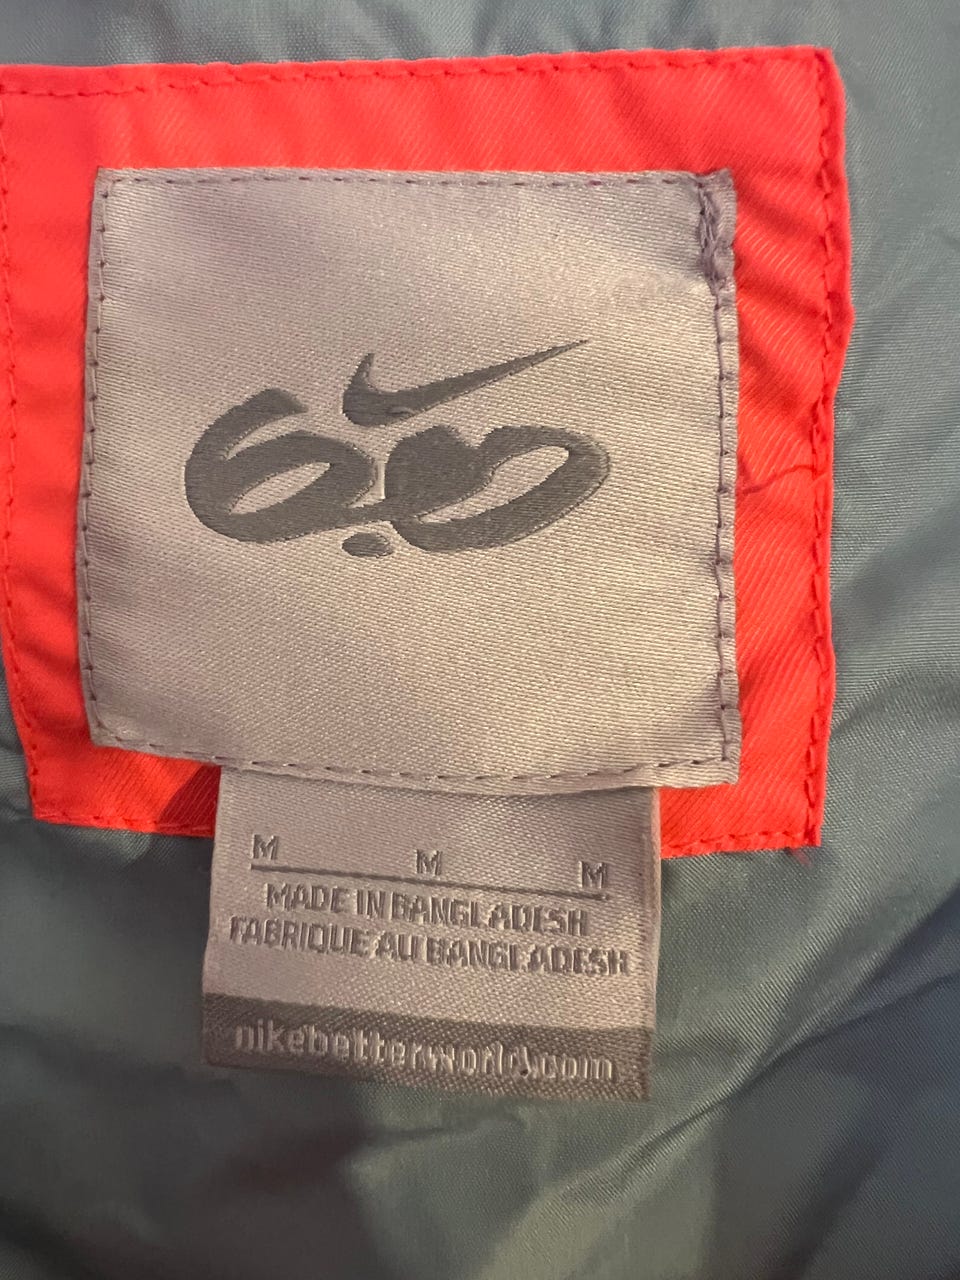 6.0
M M M
MADE IN BANGLADESH
FABRIQUE AU BANGLADESH
nikebetterworld.com